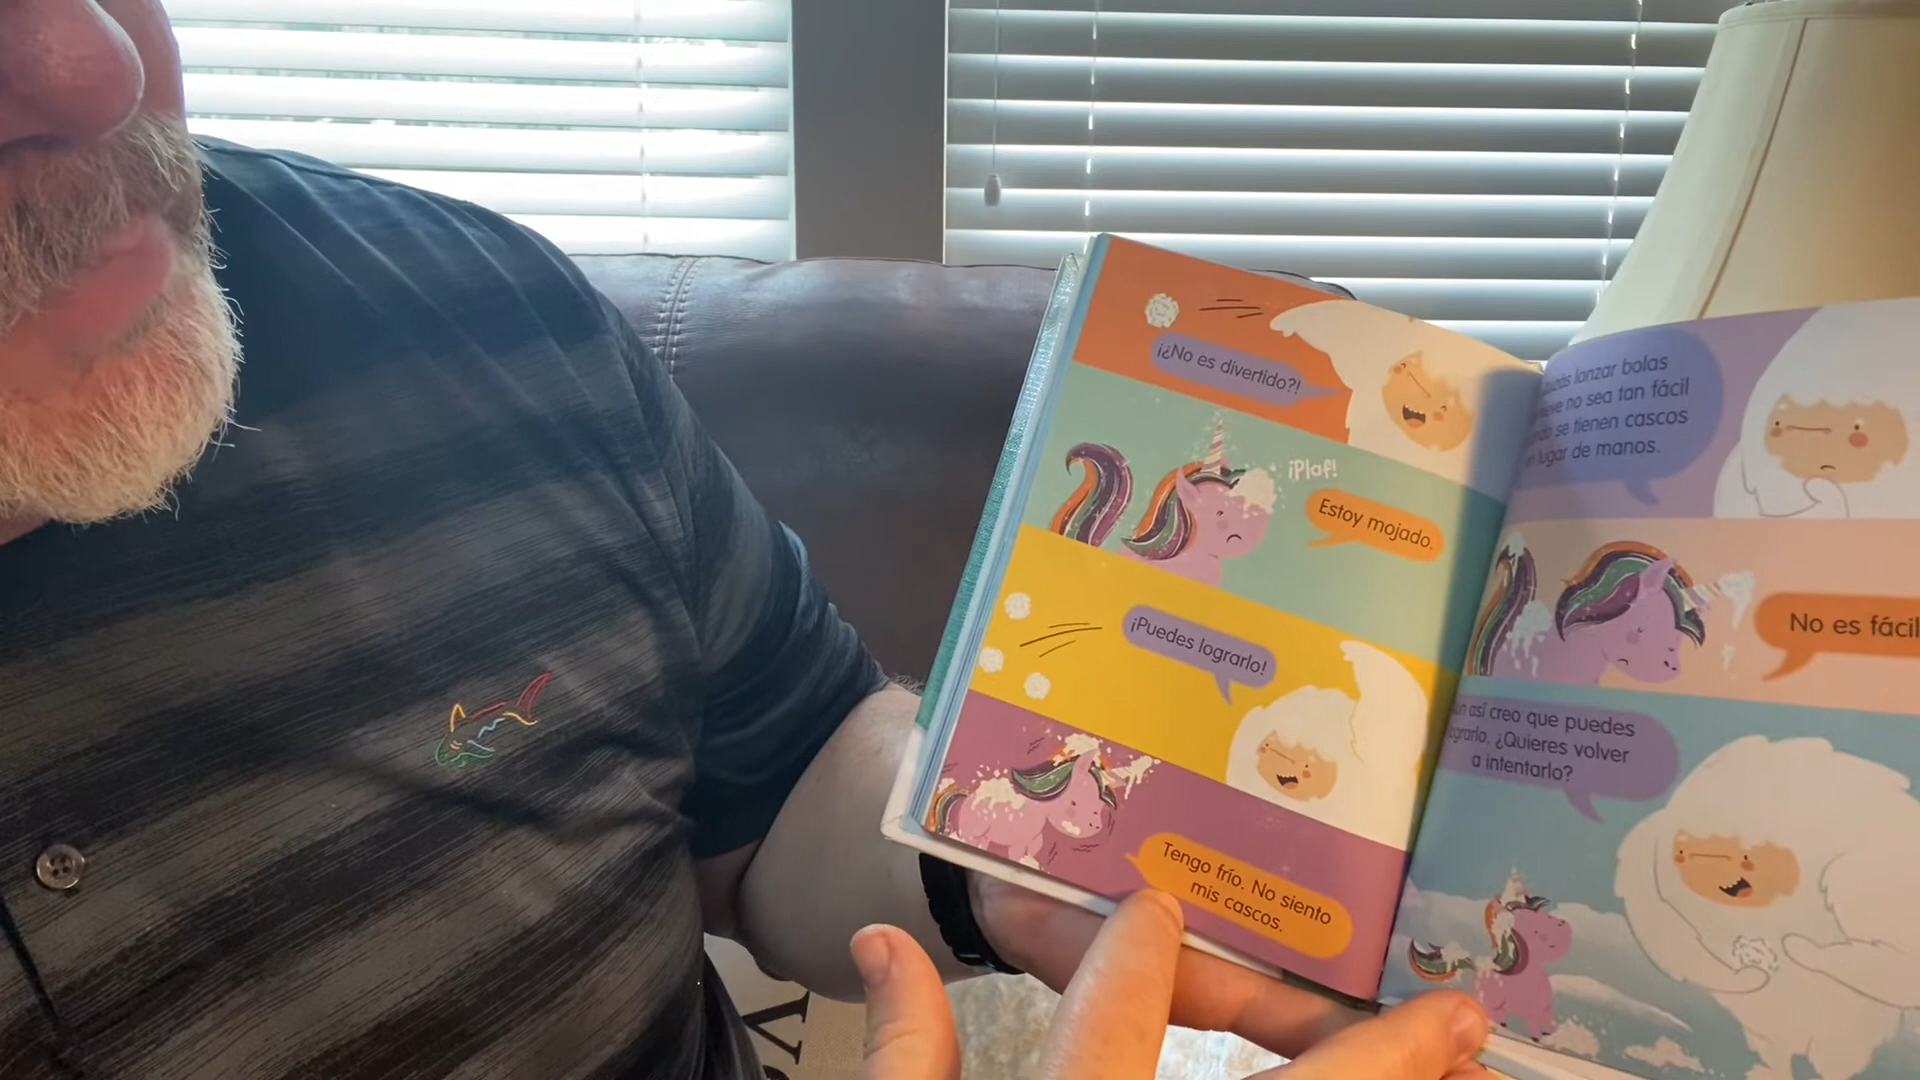 ¡¿No es divertido?!
¡Plaf!
Estoy mojado.
¡Puedes lograrlo!
Tengo frío. No siento
mis cascos.
lanzar bolas
no sea tan fácil
se tienen cascos
lugar de manos.
No es fácil
así creo que puedes
¿Quieres volver
a intentarlo?